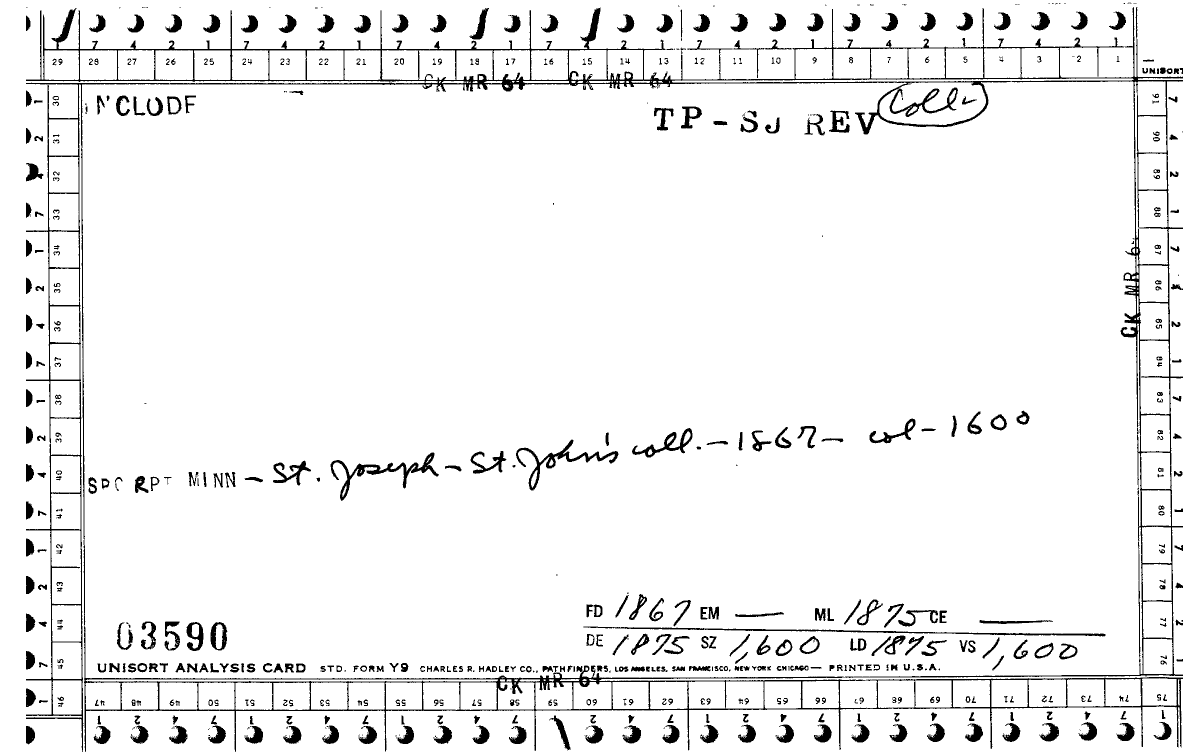 7 4 2 1 7 4 2 1 7 4 2 1 7 4 2 1 7 4 2 1 7 4 2 1 7 4 2 1
29 28 27 26 25 24 23 22 21 20 19 18 17 16 15 14 13 12 11 10 9 8 7 6 5 4 3 2 1
UNISORT
CK MR 64 CK MR 64
TP-SJ REV Coll-
30 31 32 33 34 35 36 37 38 39 40 41 42 43 44 45 46
91 90 89 88 87 86 85 84 83 82 81 80 79 78 77 76 75
CK MR 6
SPC RPT MINN - St. Joseph - St. John's coll. - 1867 - col - 1600
FD 1867 EM — ML 1875 CE —
03590
DE 1875 SZ 1,600 LD 1875 VS 1,600
UNISORT ANALYSIS CARD STD. FORM Y9 CHARLES R. HADLEY CO., PATHFINDERS, LOS ANGELES, SAN FRANCISCO, NEW YORK CHICAGO — PRINTED IN U.S.A.
CK MR 64
47 48 49 50 51 52 53 54 55 56 57 58 59 60 61 62 63 64 65 66 67 68 69 70 71 72 73 74
1 2 4 7 1 2 4 7 1 2 4 7 2 4 7 1 2 4 7 1 2 4 7 1 2 4 7 1